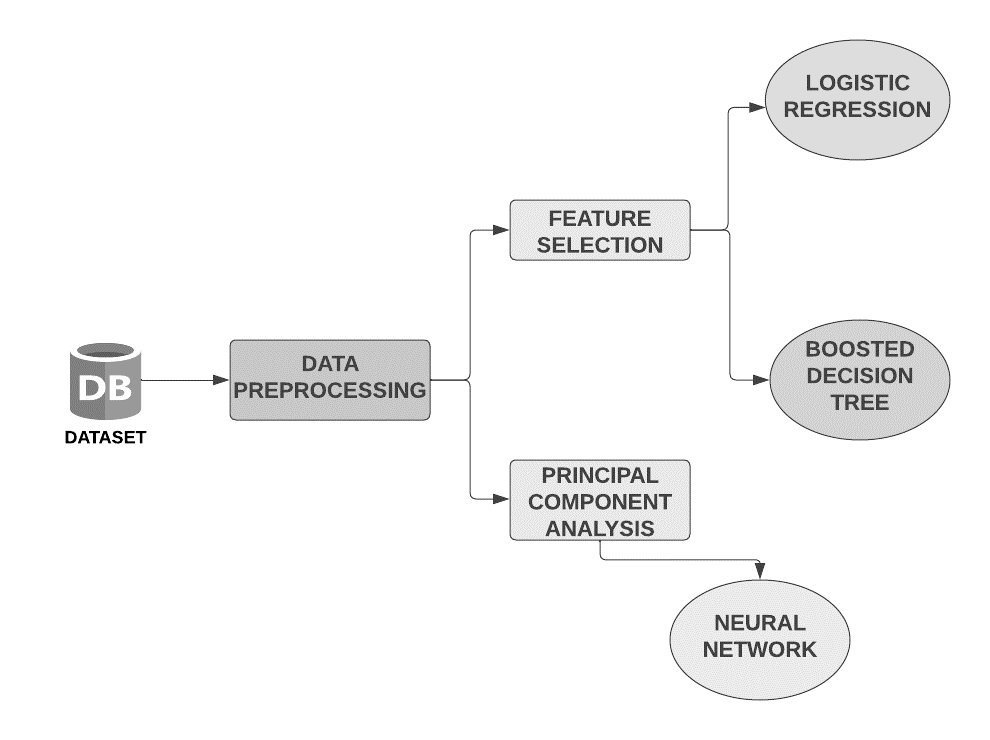 LOGISTIC
REGRESSION
FEATURE
SELECTION
DATA
PREPROCESSING
DB
DATASET
BOOSTED
DECISION
TREE
PRINCIPAL
COMPONENT
ANALYSIS
NEURAL
NETWORK